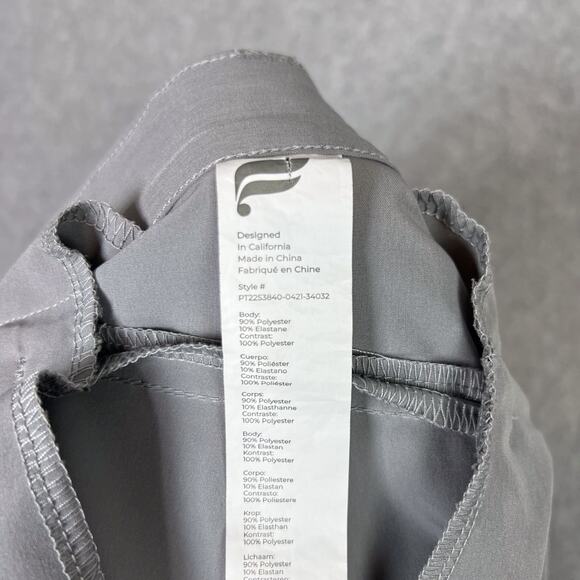 Designed
In California
Made in China
Fabriqué en Chine
Style #
PT2253840-0421-34032
Body:
90% Polyester
10% Elastane
Contrast:
100% Polyester
Cuerpo:
90% Poliéster
10% Elastano
Contraste:
100% Poliéster
Corps:
90% Polyester
10% Elasthanne
Contraste:
100% Polyester
Body:
90% Polyester
10% Elastan
Kontrast:
100% Polyester
Corpo:
90% Poliestere
10% Elastan
Contrasto:
100% Poliestere
Krop:
90% Polyester
10% Elasthan
Kontrast:
100% Polyester
Lichaam:
90% Polyester
10% Elastan
Contrasteren: